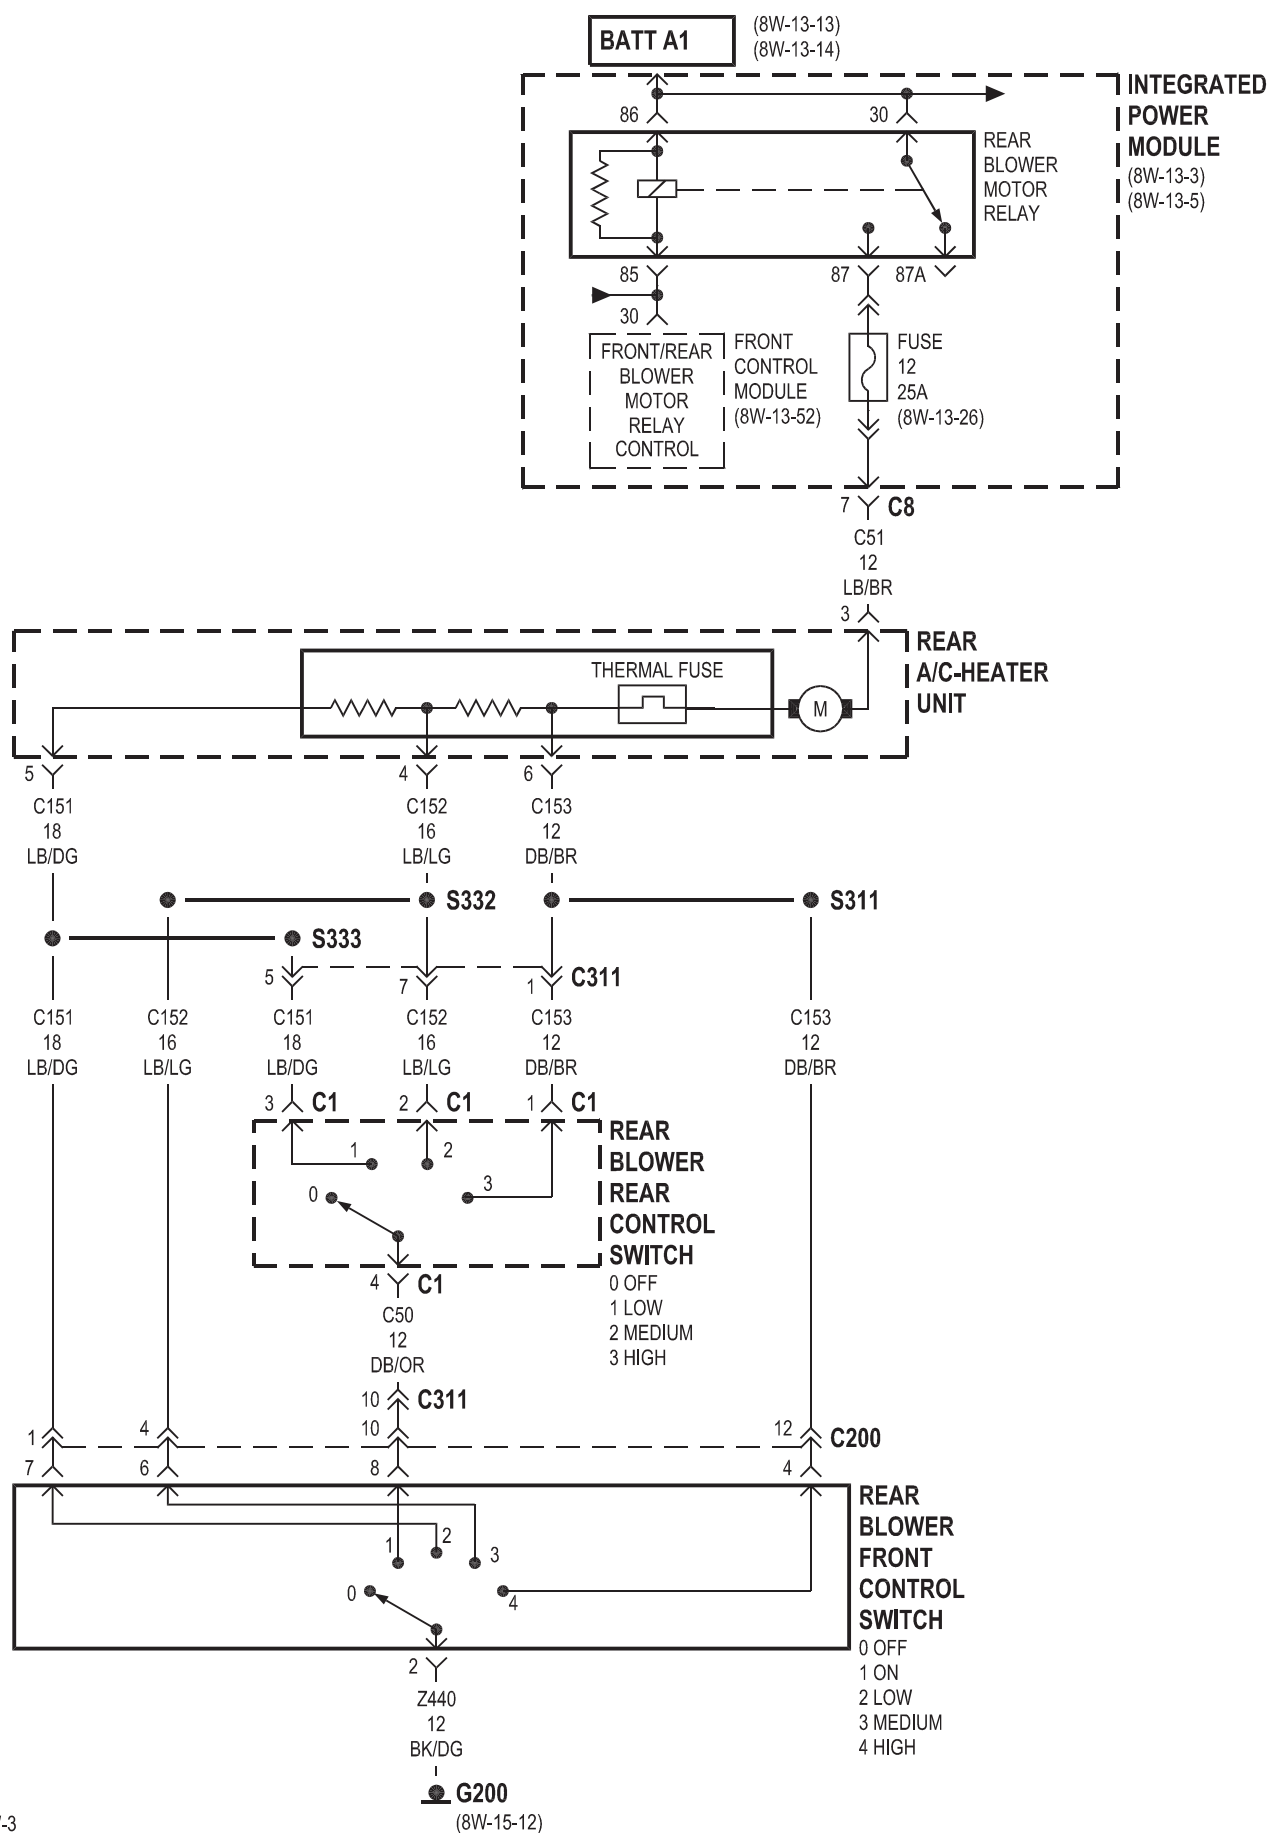 BATT A1
(8W-13-13)
(8W-13-14)
INTEGRATED
POWER
MODULE
(8W-13-3)
(8W-13-5)
86
30
REAR
BLOWER
MOTOR
RELAY
85
87
87A
30
FRONT/REAR
BLOWER
MOTOR
RELAY
CONTROL
FRONT
CONTROL
MODULE
(8W-13-52)
FUSE
12
25A
(8W-13-26)
7
C8
C51
12
LB/BR
3
REAR
A/C-HEATER
UNIT
THERMAL FUSE
M
5
4
6
C151
18
LB/DG
C152
16
LB/LG
C153
12
DB/BR
S332
S311
S333
5
7
1
C311
C151
18
LB/DG
C152
16
LB/LG
C151
18
LB/DG
C152
16
LB/LG
C153
12
DB/BR
C153
12
DB/BR
3
C1
2
C1
1
C1
1
2
0
3
REAR
BLOWER
REAR
CONTROL
SWITCH
0 OFF
1 LOW
2 MEDIUM
3 HIGH
4
C1
C50
12
DB/OR
10
C311
1
4
10
12
C200
7
6
8
4
1
2
3
0
4
REAR
BLOWER
FRONT
CONTROL
SWITCH
0 OFF
1 ON
2 LOW
3 MEDIUM
4 HIGH
2
Z440
12
BK/DG
G200
(8W-15-12)
-3